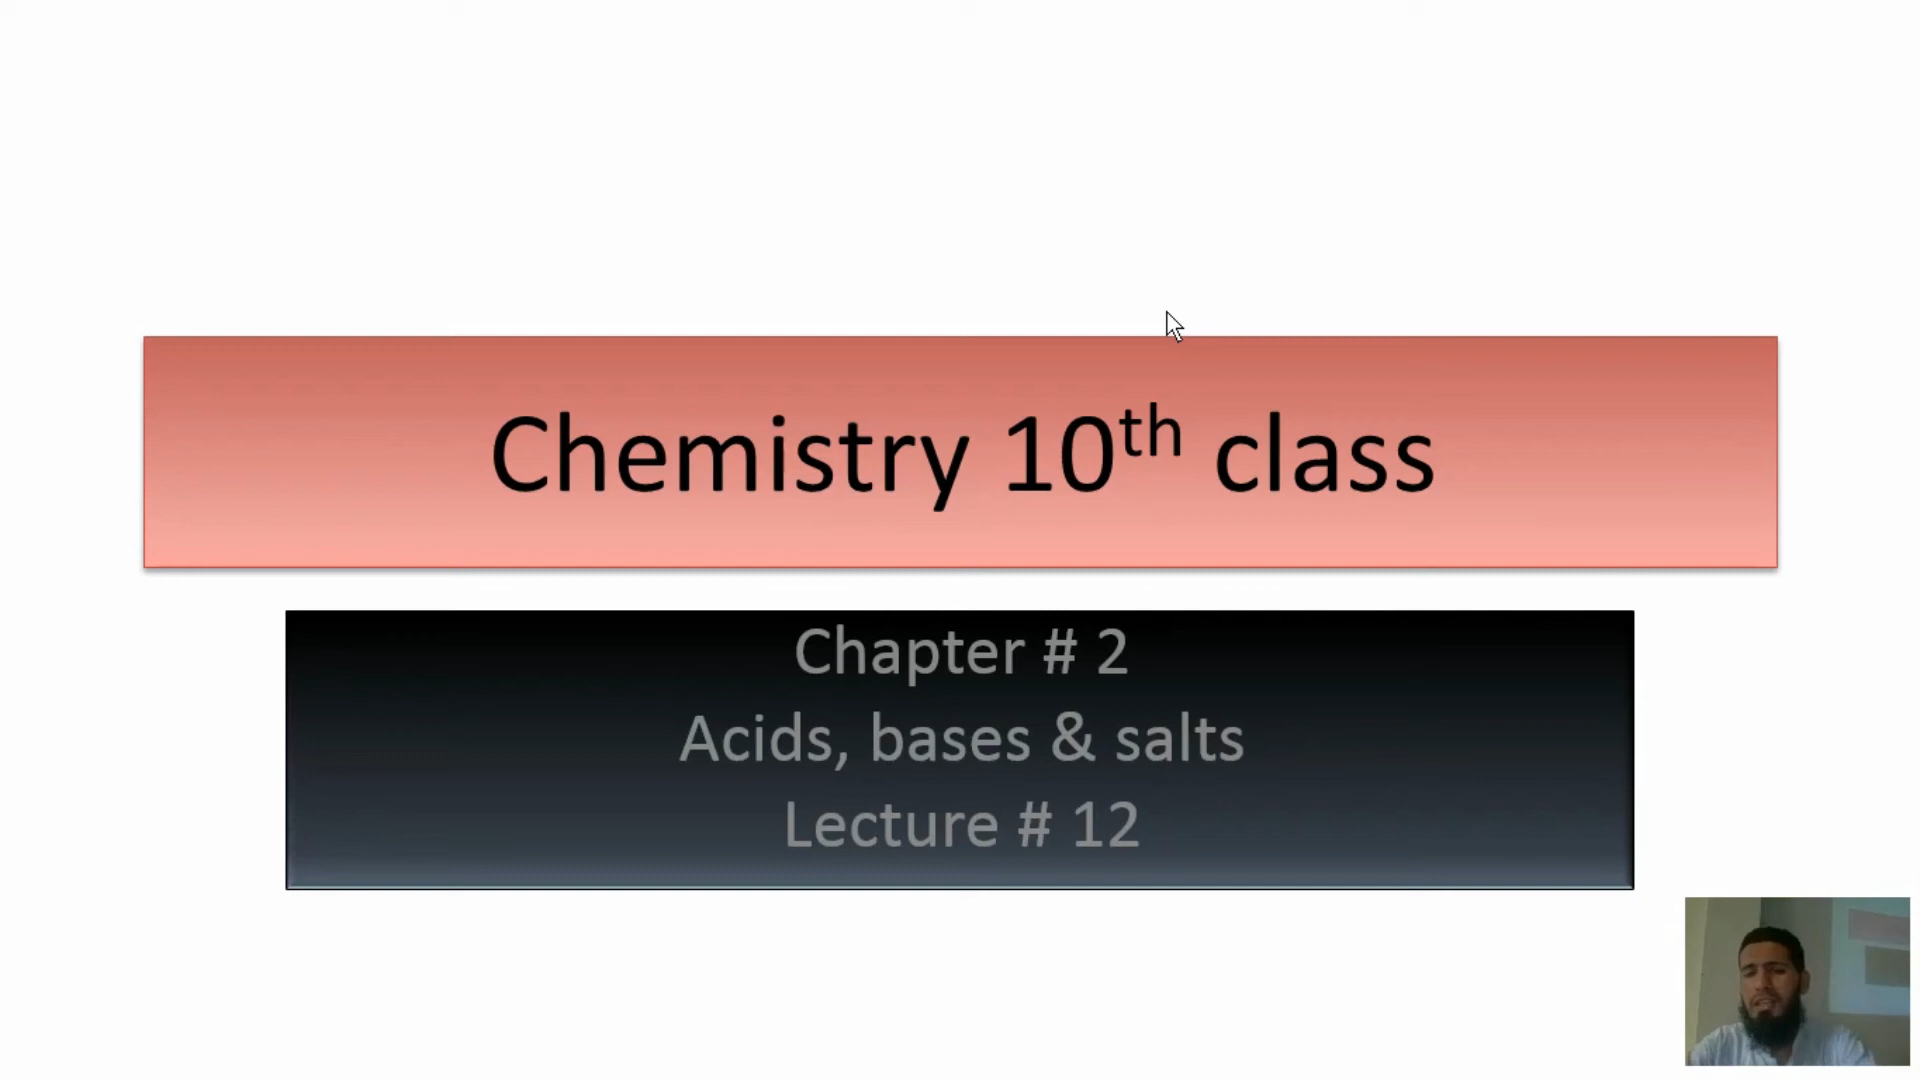 Chemistry 10th class
Chapter # 2
Acids, bases & salts
Lecture # 12